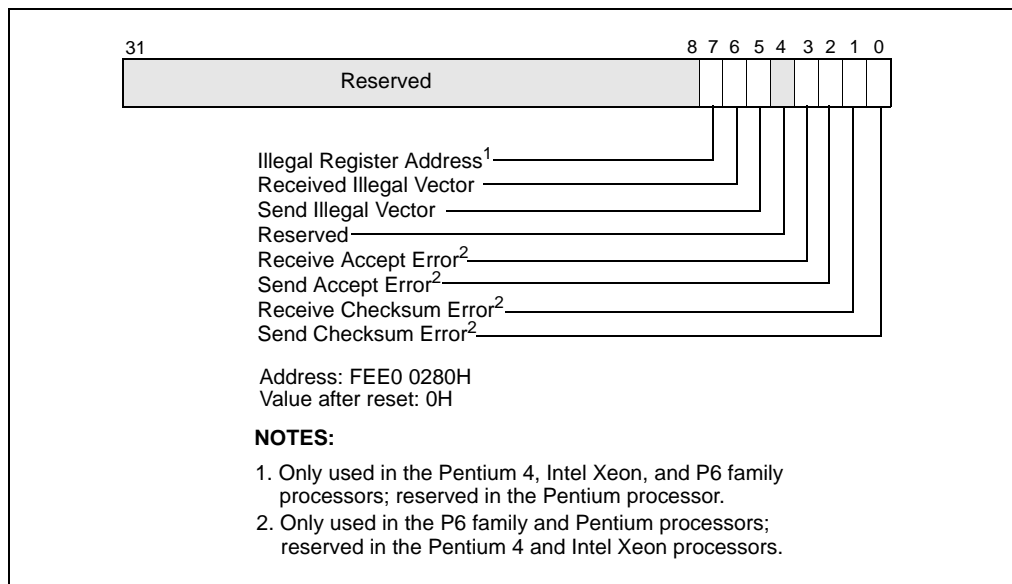 31 8 7 6 5 4 3 2 1 0
Reserved
Illegal Register Address1
Received Illegal Vector
Send Illegal Vector
Reserved
Receive Accept Error2
Send Accept Error2
Receive Checksum Error2
Send Checksum Error2
Address: FEE0 0280H
Value after reset: 0H
NOTES:
1. Only used in the Pentium 4, Intel Xeon, and P6 family
processors; reserved in the Pentium processor.
2. Only used in the P6 family and Pentium processors;
reserved in the Pentium 4 and Intel Xeon processors.